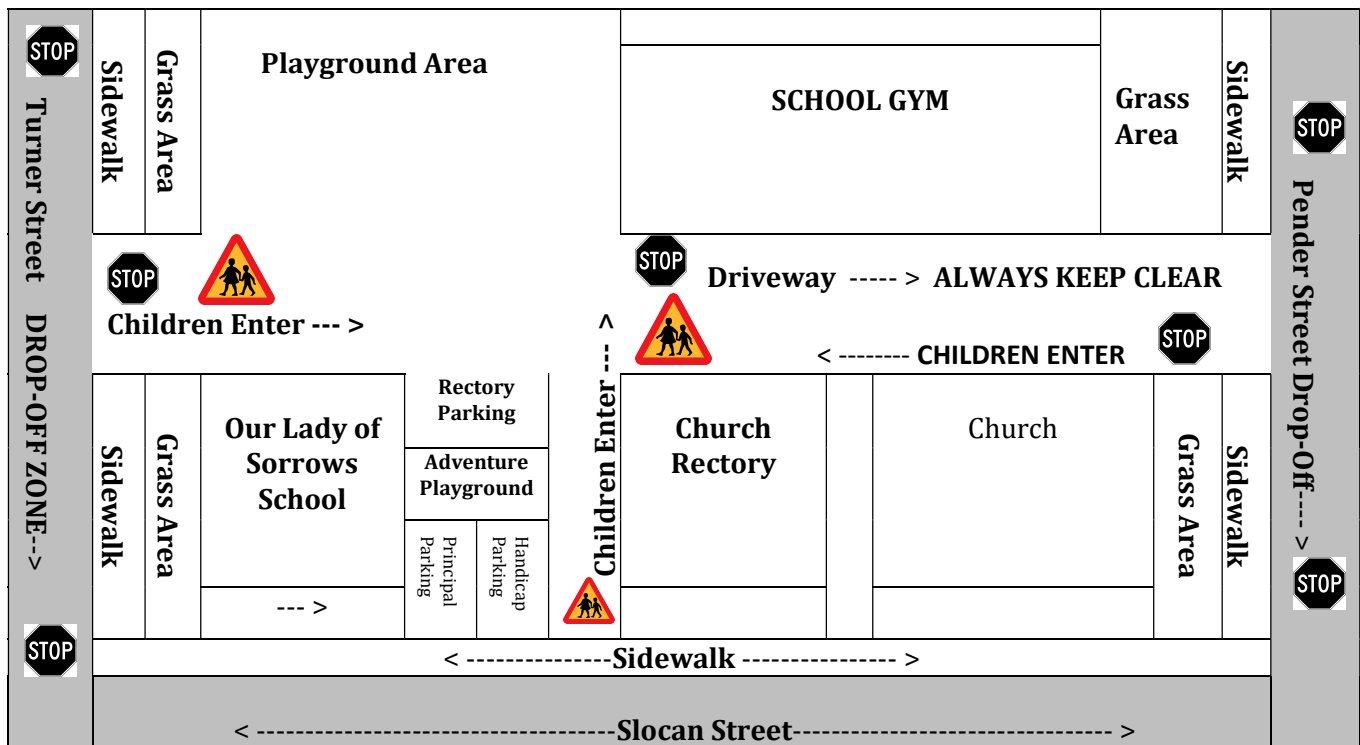 STOP
Turner Street DROP-OFF ZONE-->
STOP
Sidewalk
Grass Area
Playground Area
SCHOOL GYM
Grass
Area
Sidewalk
STOP
Pender Street Drop-Off---- >
STOP
STOP
Children Enter --- >
STOP
Driveway ----- > ALWAYS KEEP CLEAR
STOP
< -------- CHILDREN ENTER
Sidewalk
Grass Area
Our Lady of
Sorrows
School
--- >
Rectory
Parking
Adventure
Playground
Principal
Parking
Handicap
Parking
Children Enter ---- >
Church
Rectory
Church
Grass Area
Sidewalk
< ---------------Sidewalk ---------------- >
< -------------------------------------Slocan Street--------------------------------- >